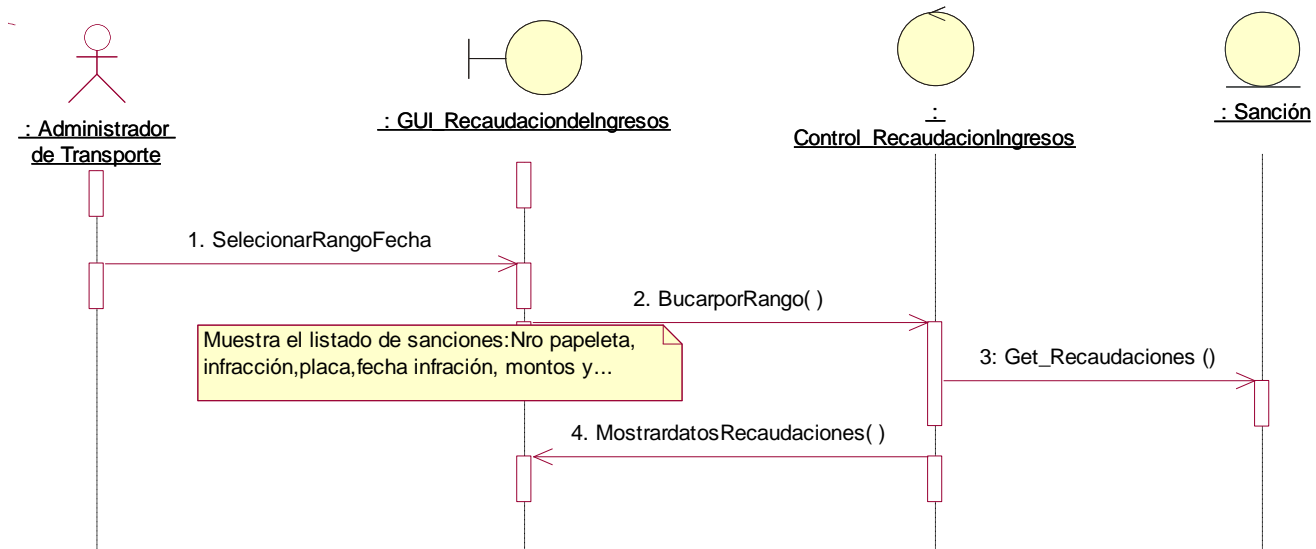 : Administrador
de Transporte
: GUI_RecaudaciondeIngresos
:
Control_RecaudacionIngresos
: Sanción
1. SelecionarRangoFecha
2. BucarporRango( )
Muestra el listado de sanciones:Nro papeleta,
infracción,placa,fecha infración, montos y...
3: Get_Recaudaciones ()
4. MostrardatosRecaudaciones( )